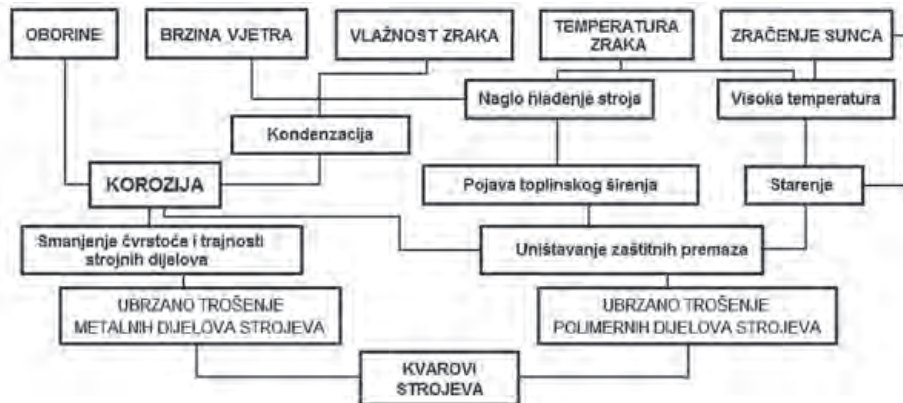 OBORINE
BRZINA VJETRA
VLAŽNOST ZRAKA
TEMPERATURA
ZRAKA
ZRAČENJE SUNCA
Naglo hlađenje stroja
Visoka temperatura
Kondenzacija
KOROZIJA
Pojava toplinskog širenja
Starenje
Smanjenje čvrstoće i trajnosti
strojnih dijelova
Uništavanje zaštitnih premaza
UBRZANO TROŠENJE
METALNIH DIJELOVA STROJEVA
UBRZANO TROŠENJE
POLIMERNIH DIJELOVA STROJEVA
KVAROVI
STROJEVA